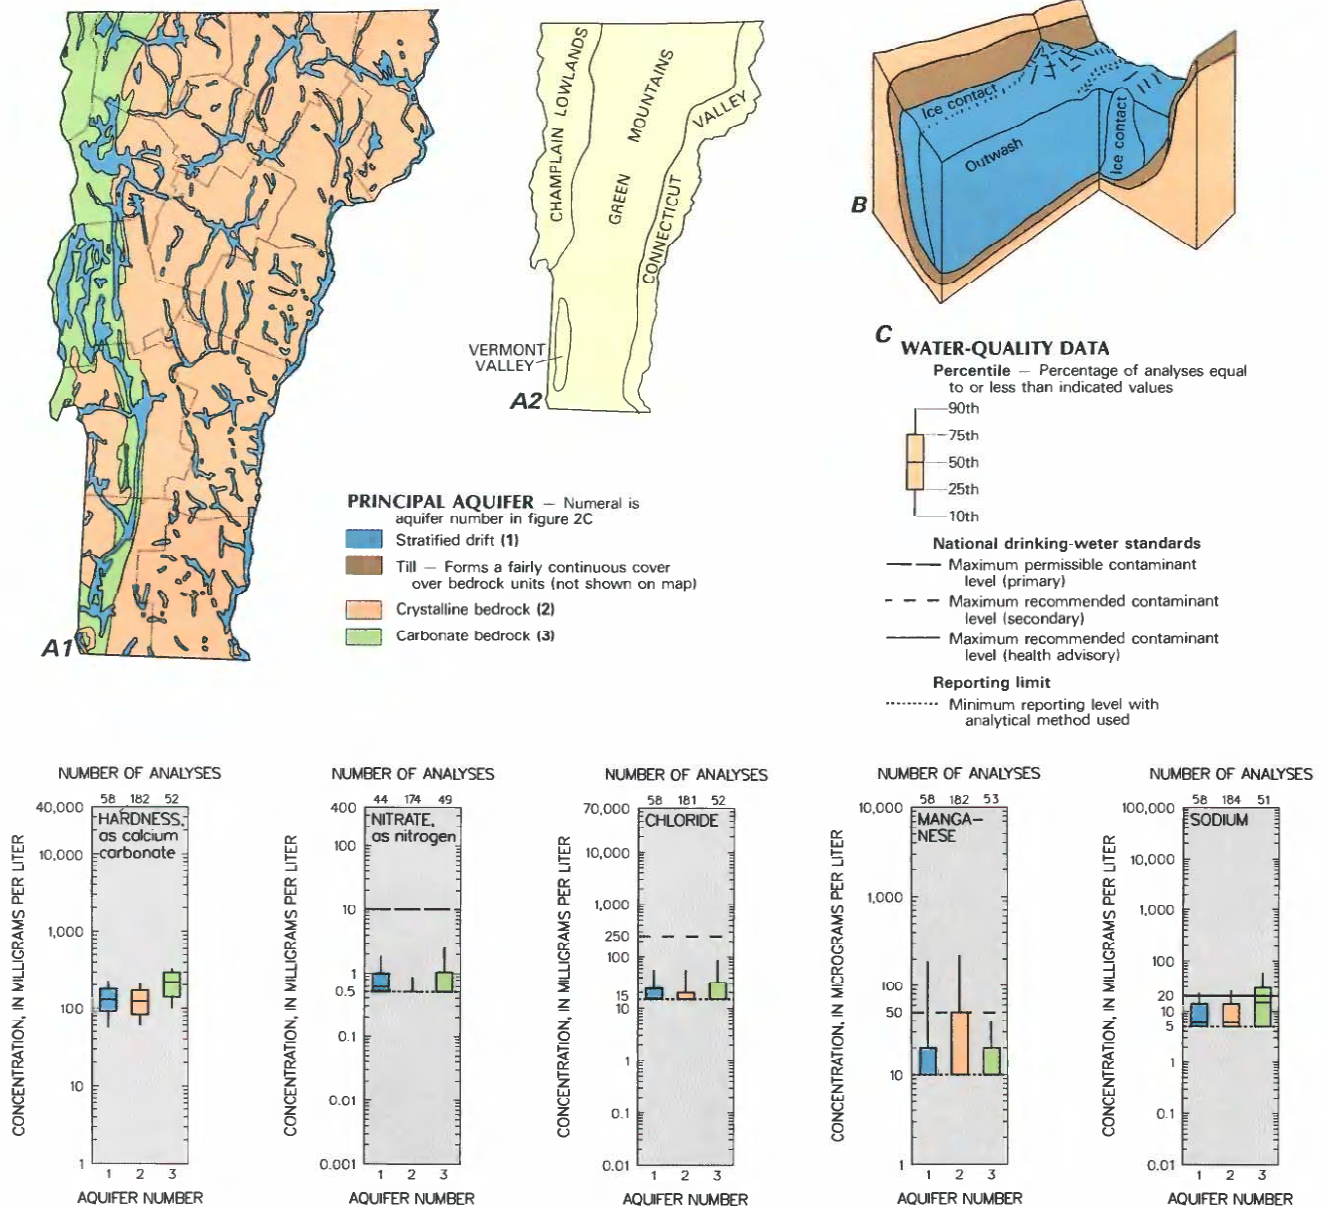 A1
CHAMPLAIN LOWLANDS
GREEN MOUNTAINS
CONNECTICUT VALLEY
VERMONT
VALLEY
A2
Ice contact
Outwash
Ice contact
B
PRINCIPAL AQUIFER — Numeral is
aquifer number in figure 2C
Stratified drift (1)
Till — Forms a fairly continuous cover
over bedrock units (not shown on map)
Crystalline bedrock (2)
Carbonate bedrock (3)
C
WATER-QUALITY DATA
Percentile — Percentage of analyses equal
to or less than indicated values
90th
75th
50th
25th
10th
National drinking-weter standards
Maximum permissible contaminant
level (primary)
Maximum recommended contaminant
level (secondary)
Maximum recommended contaminant
level (health advisory)
Reporting limit
Minimum reporting level with
analytical method used
NUMBER OF ANALYSES
58 182 52
HARDNESS,
as calcium
carbonate
CONCENTRATION, IN MILLIGRAMS PER LITER
40,000
10,000
1,000
100
10
1
1 2 3
AQUIFER NUMBER
NUMBER OF ANALYSES
44 174 49
NITRATE,
as nitrogen
CONCENTRATION, IN MILLIGRAMS PER LITER
400
100
10
1
0.5
0.1
0.01
0.001
1 2 3
AQUIFER NUMBER
NUMBER OF ANALYSES
58 181 52
CHLORIDE
CONCENTRATION, IN MILLIGRAMS PER LITER
70,000
10,000
1,000
250
100
15
10
1
0.1
0.01
1 2 3
AQUIFER NUMBER
NUMBER OF ANALYSES
58 182 53
MANGA-
NESE
CONCENTRATION, IN MICROGRAMS PER LITER
10,000
1,000
100
50
10
1
1 2 3
AQUIFER NUMBER
NUMBER OF ANALYSES
58 184 51
SODIUM
CONCENTRATION, IN MILLIGRAMS PER LITER
100,000
10,000
1,000
100
20
10
5
1
0.1
0.01
1 2 3
AQUIFER NUMBER